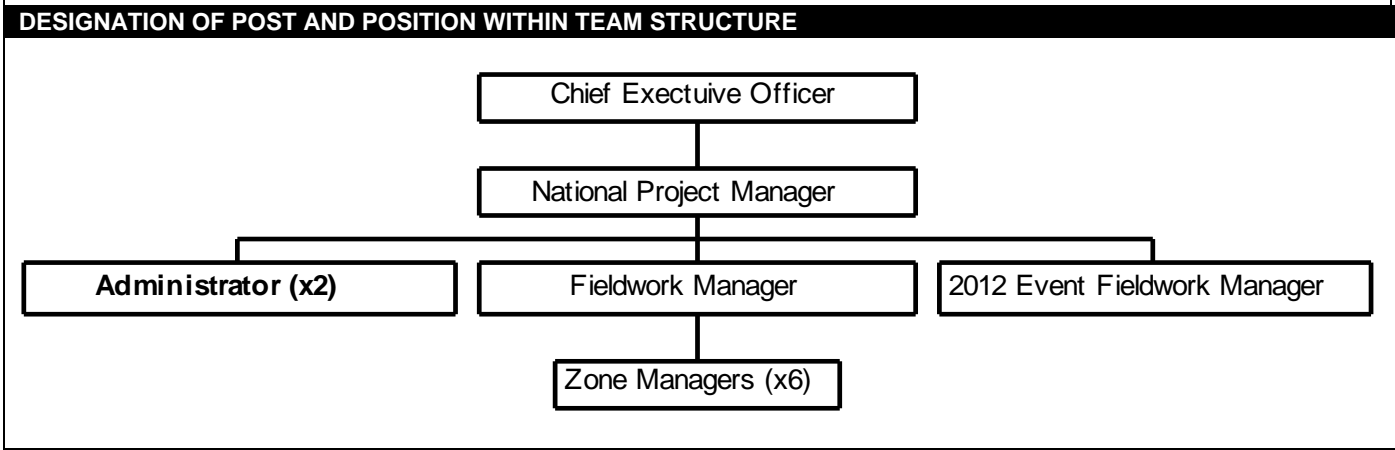 DESIGNATION OF POST AND POSITION WITHIN TEAM STRUCTURE
Chief Exectuive Officer
National Project Manager
Administrator (x2)
Fieldwork Manager
2012 Event Fieldwork Manager
Zone Managers (x6)